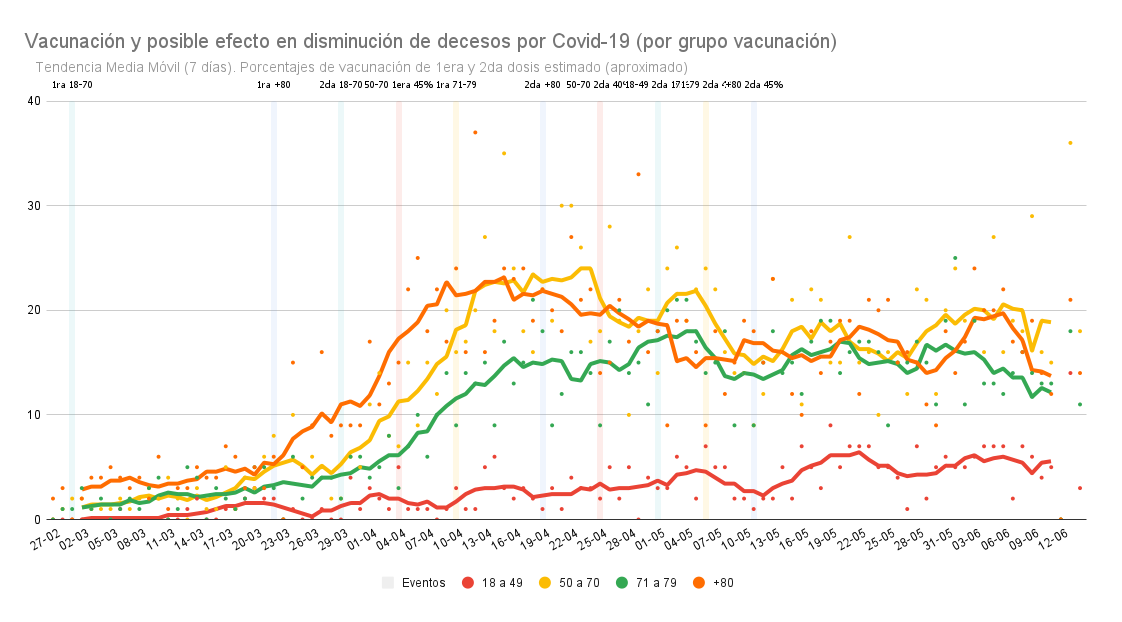 Vacunación y posible efecto en disminución de decesos por Covid-19 (por grupo vacunación)
Tendencia Media Móvil (7 días). Porcentajes de vacunación de 1era y 2da dosis estimado (aproximado)
1ra 18-70 1ra +80 2da 18-70 50-70 1era 45% 1ra 71-79 2da +80 50-70 2da 40% 18-49 2da +80 2da 45%
40
30
20
10
0
27-02 02-03 05-03 08-03 11-03 14-03 17-03 20-03 23-03 26-03 29-03 01-04 04-04 07-04 10-04 13-04 16-04 19-04 22-04 25-04 28-04 01-05 04-05 07-05 10-05 13-05 16-05 19-05 22-05 25-05 28-05 31-05 03-06 06-06 09-06 12-06
Eventos 18 a 49 50 a 70 71 a 79 +80